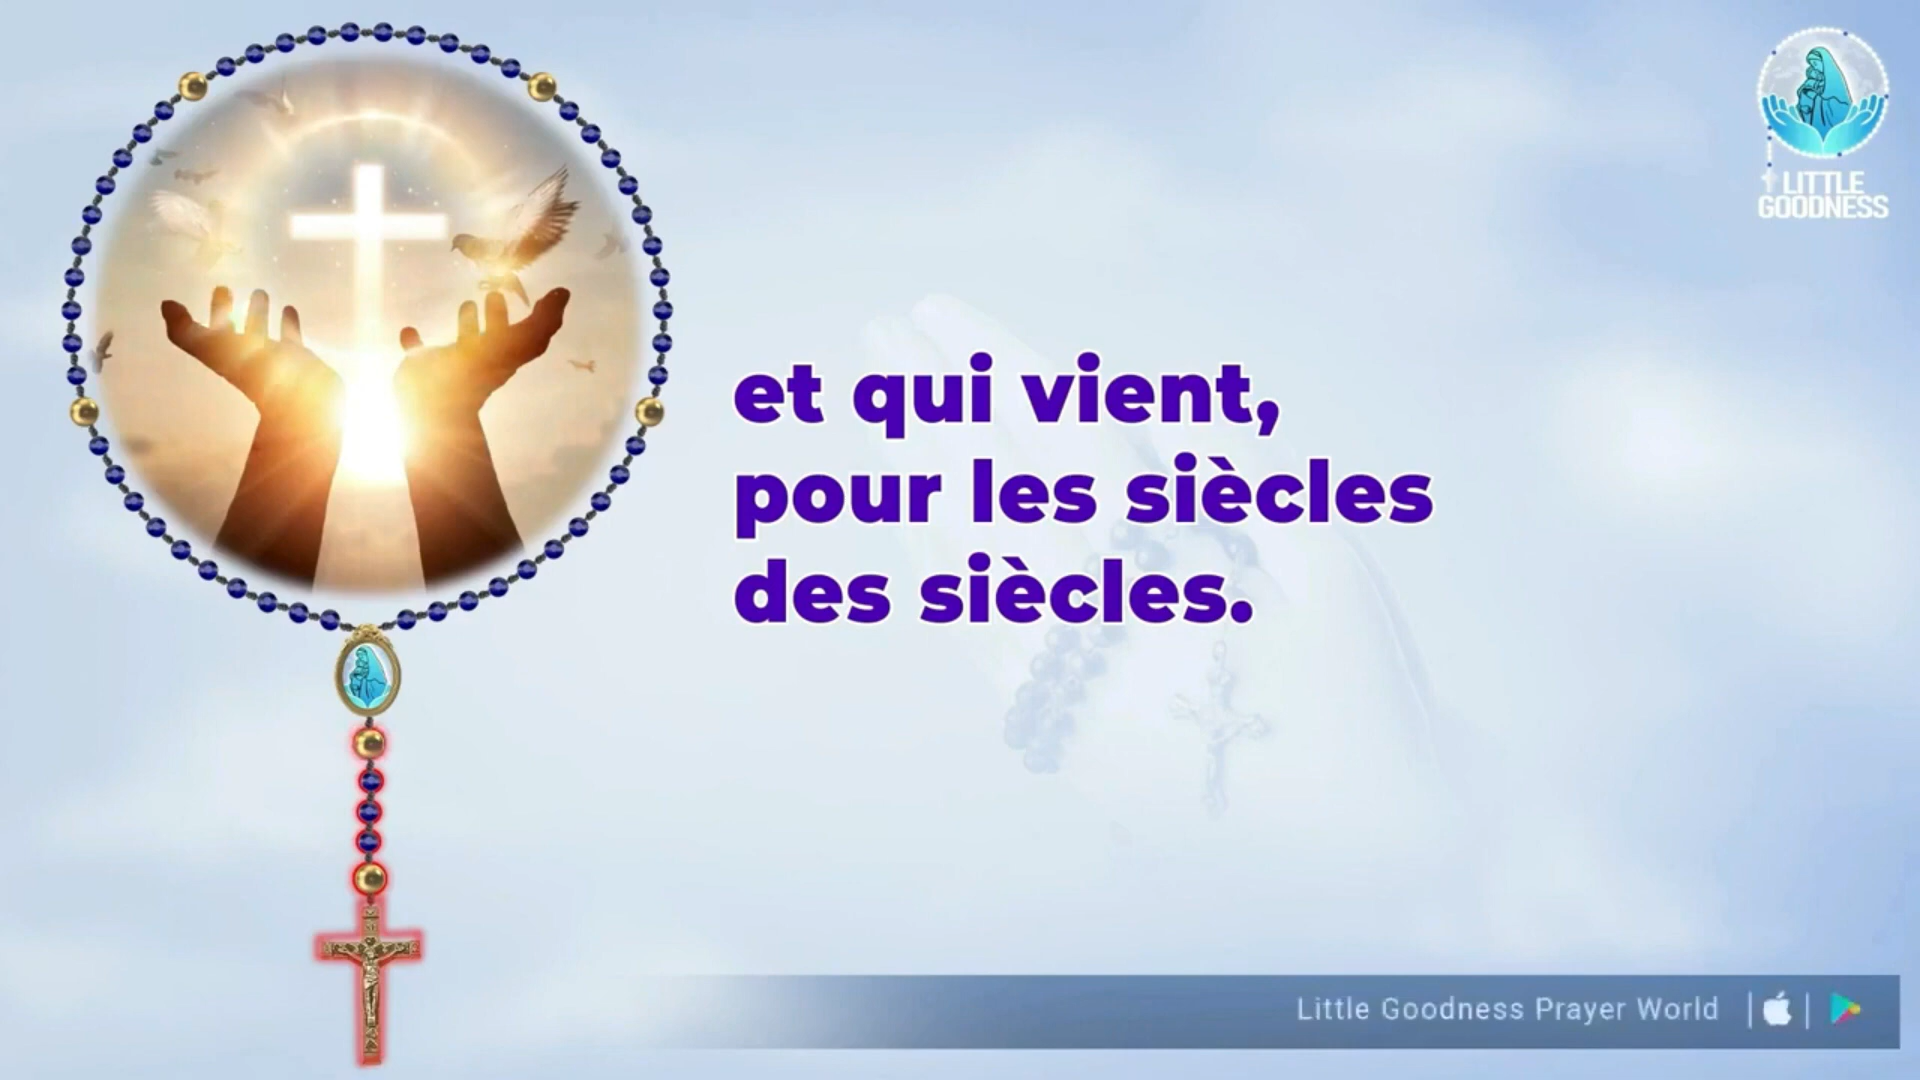 LITTLE
GOODNESS
et qui vient,
pour les siècles
des siècles.
Little Goodness Prayer World